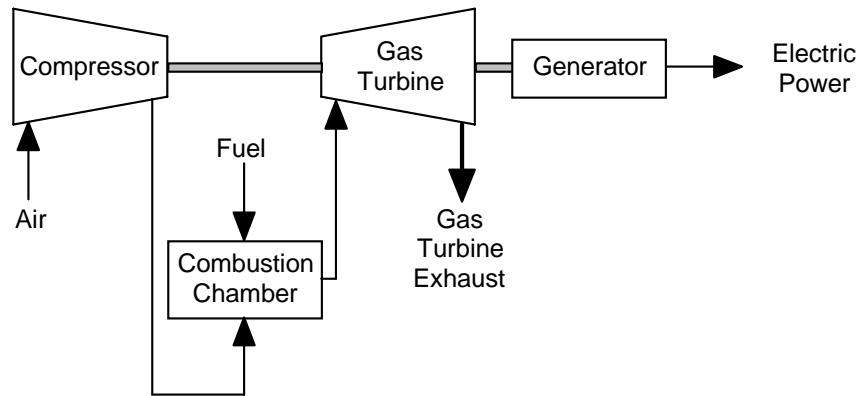 Compressor
Gas
Turbine
Generator
Electric
Power
Fuel
Air
Combustion
Chamber
Gas
Turbine
Exhaust